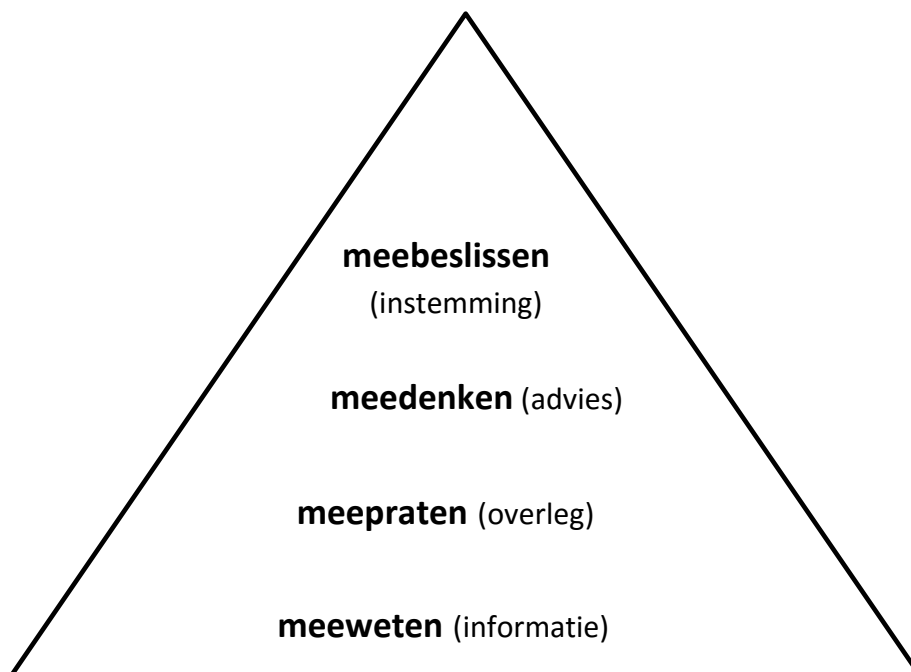 meebeslissen
(instemming)
meedenken (advies)
meepraten (overleg)
meeweten (informatie)